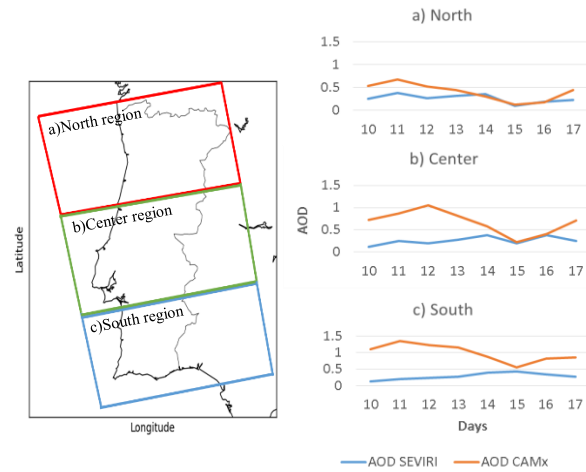 a) North
1.5
1
0.5
0
10 11 12 13 14 15 16 17
a)North region
b)Center region
c)South region
Latitude
Longitude
b) Center
AOD
1.5
1
0.5
0
10 11 12 13 14 15 16 17
c) South
1.5
1
0.5
0
10 11 12 13 14 15 16 17
Days
AOD SEVIRI AOD CAMx